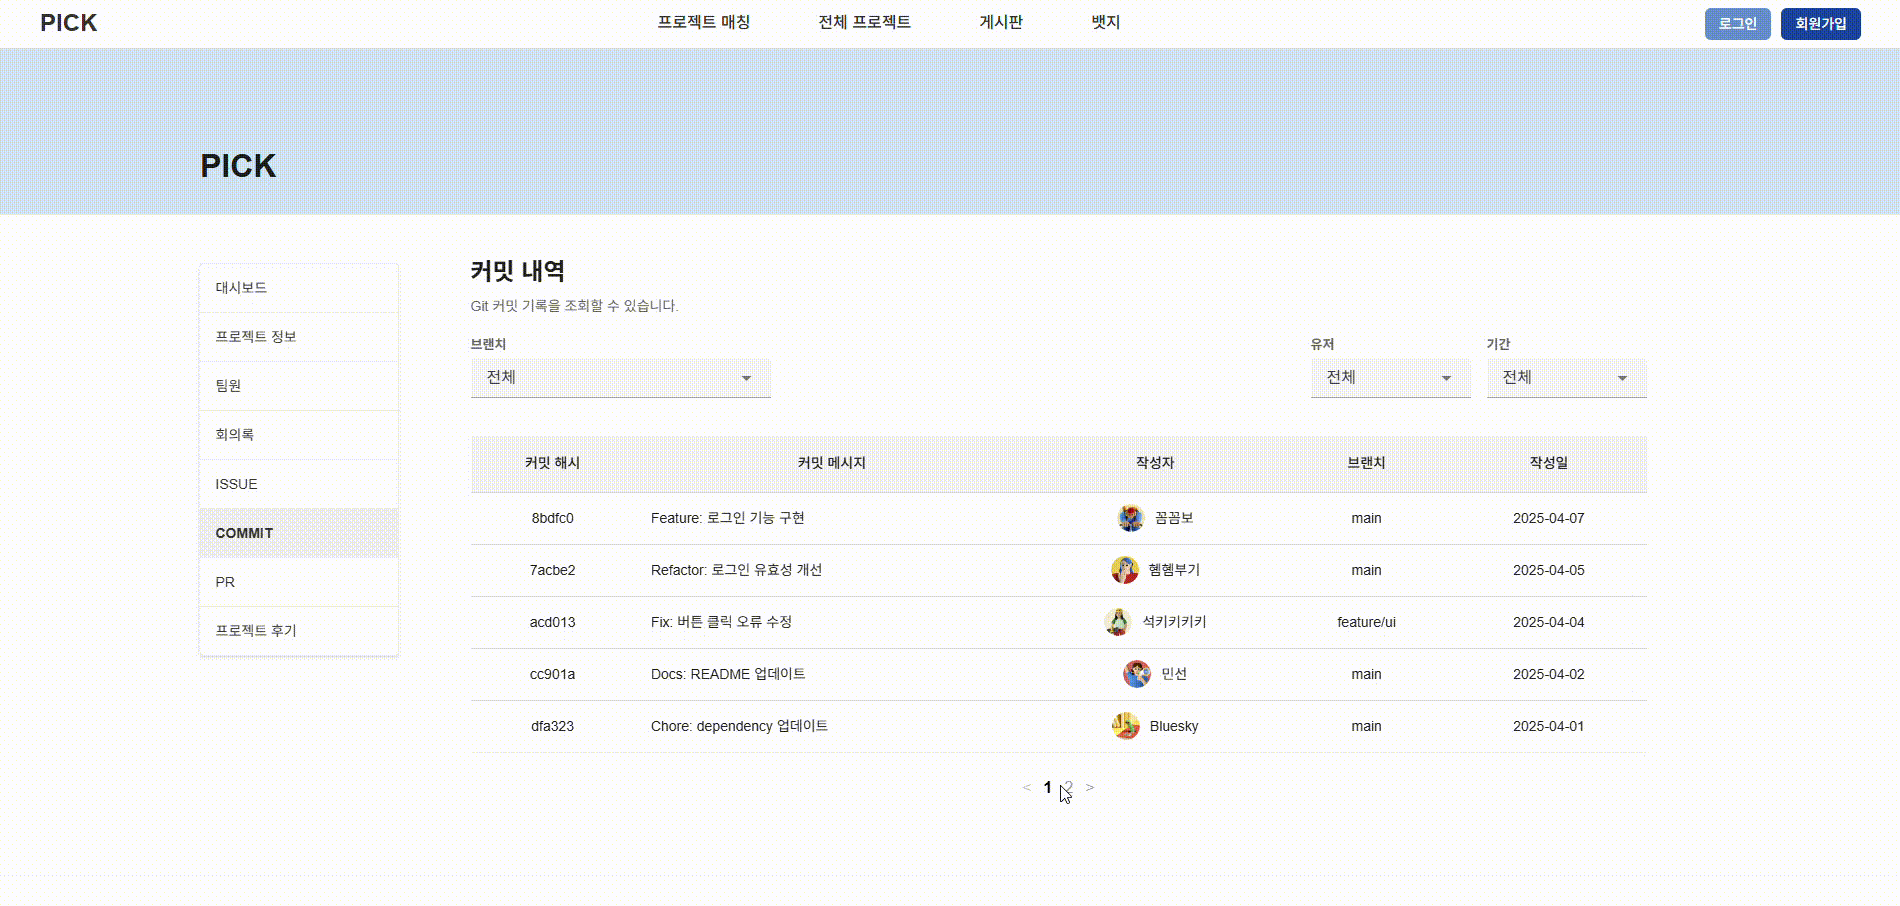 PICK 프로젝트 매칭 전체 프로젝트 게시판 뱃지 로그인 회원가입
PICK
대시보드
프로젝트 정보
팀원
회의록
ISSUE
COMMIT
PR
프로젝트 후기
커밋 내역
Git 커밋 기록을 조회할 수 있습니다.
브랜치 유저 기간
전체 전체 전체
커밋 해시 커밋 메시지 작성자 브랜치 작성일
8bdfc0 Feature: 로그인 기능 구현 꼼꼼보 main 2025-04-07
7acbe2 Refactor: 로그인 유효성 개선 헴헴부기 main 2025-04-05
acd013 Fix: 버튼 클릭 오류 수정 석키키키키 feature/ui 2025-04-04
cc901a Docs: README 업데이트 민선 main 2025-04-02
dfa323 Chore: dependency 업데이트 Bluesky main 2025-04-01
< 1 2 >